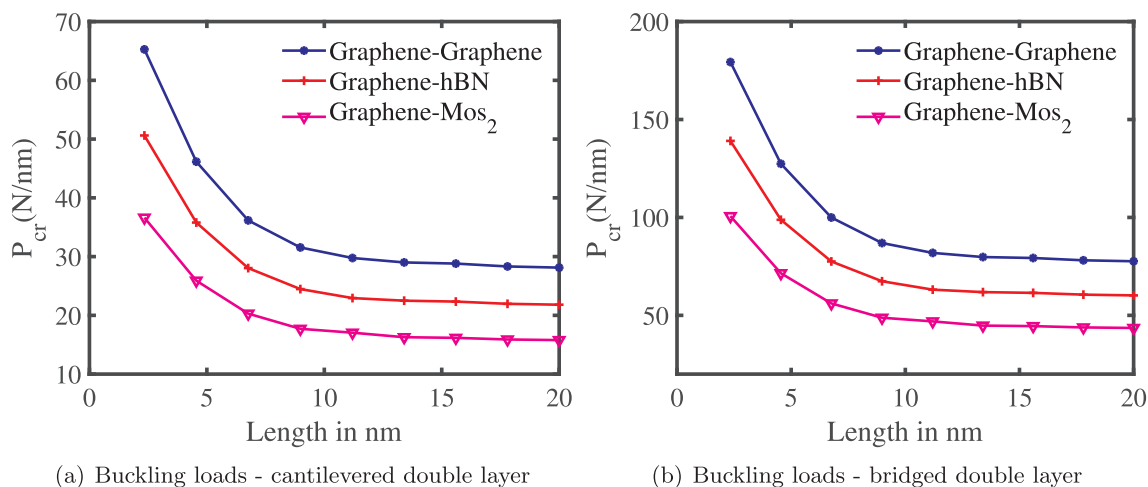 70
60
50
40
30
20
10
0
5
10
15
20
P_cr(N/nm)
Length in nm
Graphene-Graphene
Graphene-hBN
Graphene-Mos_2
(a) Buckling loads - cantilevered double layer
200
150
100
50
0
5
10
15
20
P_cr(N/nm)
Length in nm
Graphene-Graphene
Graphene-hBN
Graphene-Mos_2
(b) Buckling loads - bridged double layer